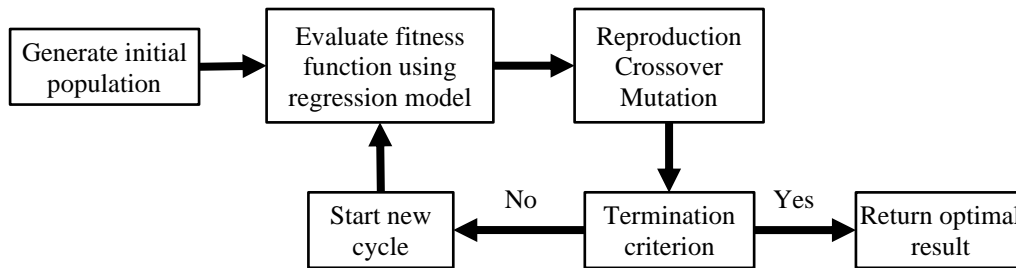 Generate initial
population
Evaluate fitness
function using
regression model
Reproduction
Crossover
Mutation
Start new
cycle
No
Termination
criterion
Yes
Return optimal
result